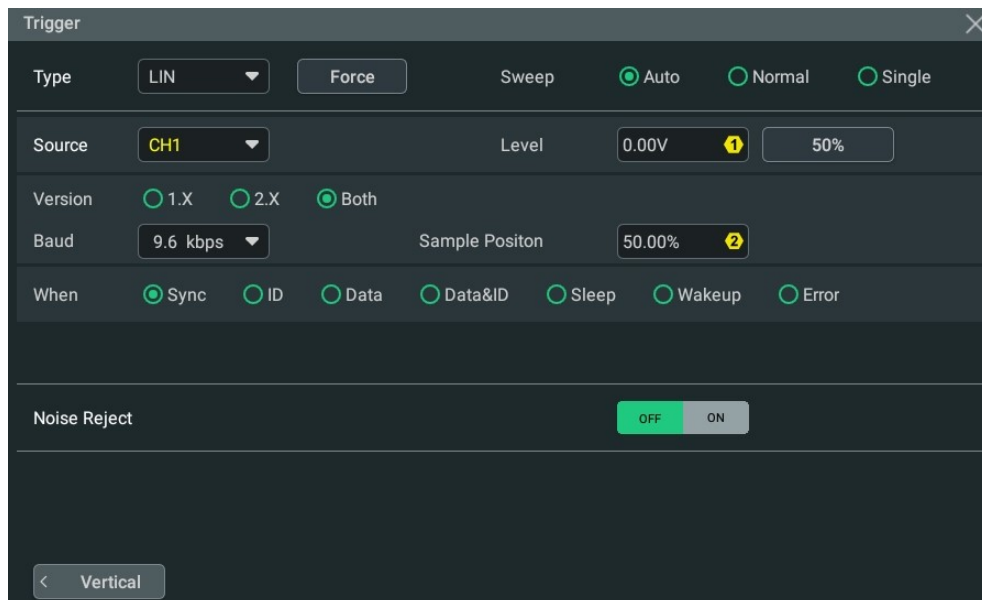 Trigger
Type LIN Force Sweep Auto Normal Single
Source CH1 Level 0.00V 1 50%
Version 1.X 2.X Both
Baud 9.6 kbps Sample Positon 50.00% 2
When Sync ID Data Data&ID Sleep Wakeup Error
Noise Reject OFF ON
< Vertical